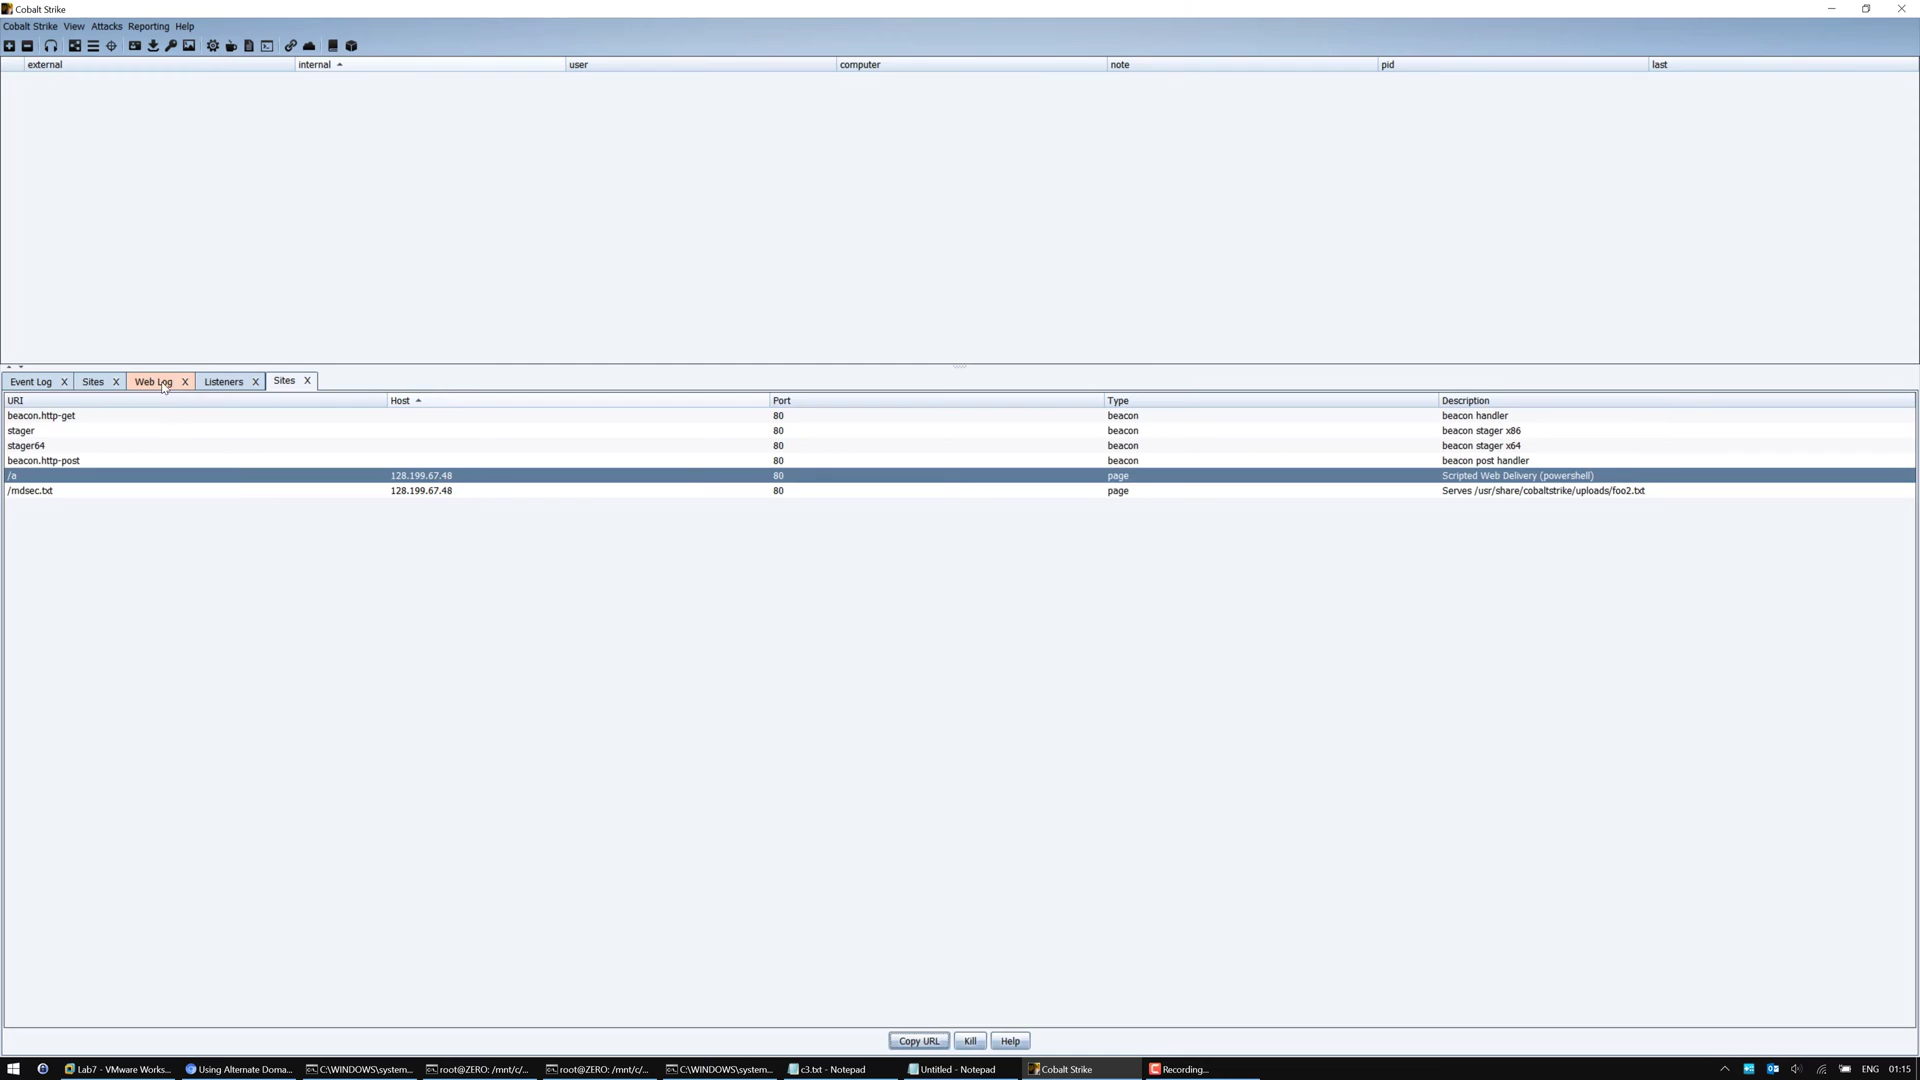 Cobalt Strike
Cobalt Strike View Attacks Reporting Help
external internal user computer note pid last
Event Log X Sites X Web Log X Listeners X Sites X
URI Host Port Type Description
beacon.http-get 80 beacon beacon handler
stager 80 beacon beacon stager x86
stager64 80 beacon beacon stager x64
beacon.http-post 80 beacon beacon post handler
/a 128.199.67.48 80 page Scripted Web Delivery (powershell)
/mdsec.txt 128.199.67.48 80 page Serves /usr/share/cobaltstrike/uploads/foo2.txt
Copy URL Kill Help
Lab7 - VMware Works... Using Alternate Doma... C:\WINDOWS\system... root@ZERO: /mnt/c/... root@ZERO: /mnt/c/... C:\WINDOWS\system... c3.txt - Notepad Untitled - Notepad Cobalt Strike Recording... ENG 01:15